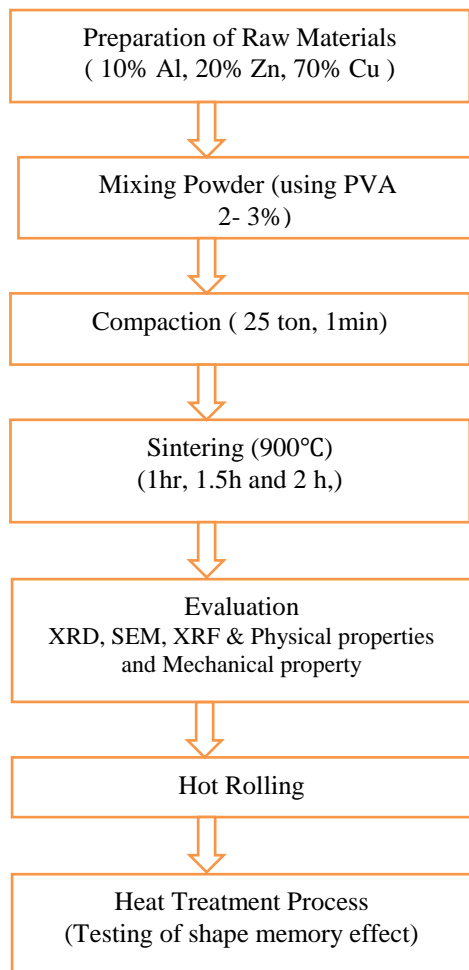 Preparation of Raw Materials
( 10% Al, 20% Zn, 70% Cu )
Mixing Powder (using PVA
2- 3%)
Compaction ( 25 ton, 1min)
Sintering (900℃)
(1hr, 1.5h and 2 h,)
Evaluation
XRD, SEM, XRF & Physical properties
and Mechanical property
Hot Rolling
Heat Treatment Process
(Testing of shape memory effect)